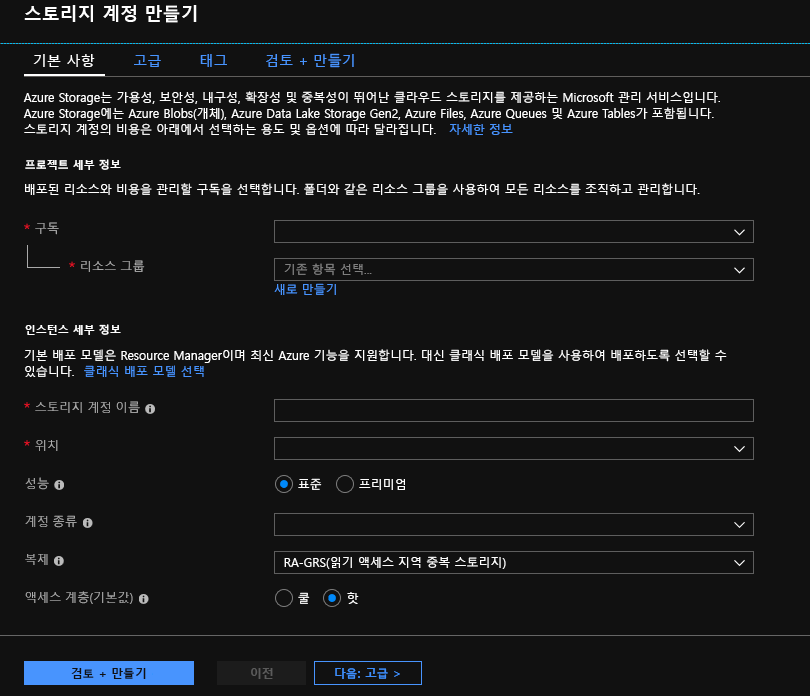 스토리지 계정 만들기
기본 사항 고급 태그 검토 + 만들기
Azure Storage는 가용성, 보안성, 내구성, 확장성 및 중복성이 뛰어난 클라우드 스토리지를 제공하는 Microsoft 관리 서비스입니다.
Azure Storage에는 Azure Blobs(개체), Azure Data Lake Storage Gen2, Azure Files, Azure Queues 및 Azure Tables가 포함됩니다.
스토리지 계정의 비용은 아래에서 선택하는 용도 및 옵션에 따라 달라집니다. 자세한 정보
프로젝트 세부 정보
배포된 리소스와 비용을 관리할 구독을 선택합니다. 폴더와 같은 리소스 그룹을 사용하여 모든 리소스를 조직하고 관리합니다.
* 구독
* 리소스 그룹 기존 항목 선택...
새로 만들기
인스턴스 세부 정보
기본 배포 모델은 Resource Manager이며 최신 Azure 기능을 지원합니다. 대신 클래식 배포 모델을 사용하여 배포하도록 선택할 수
있습니다. 클래식 배포 모델 선택
* 스토리지 계정 이름
* 위치
성능 표준 프리미엄
계정 종류
복제 RA-GRS(읽기 액세스 지역 중복 스토리지)
액세스 계층(기본값) 쿨 핫
검토 + 만들기 이전 다음: 고급 >